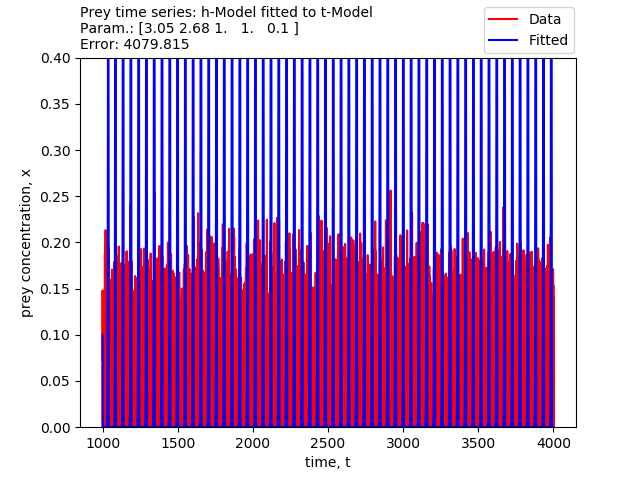 Prey time series: h-Model fitted to t-Model
Param.: [3.05 2.68 1.   1.   0.1 ]
Error: 4079.815
Data
Fitted
0.40
0.35
0.30
0.25
0.20
0.15
0.10
0.05
0.00
prey concentration, x
1000 1500 2000 2500 3000 3500 4000
time, t